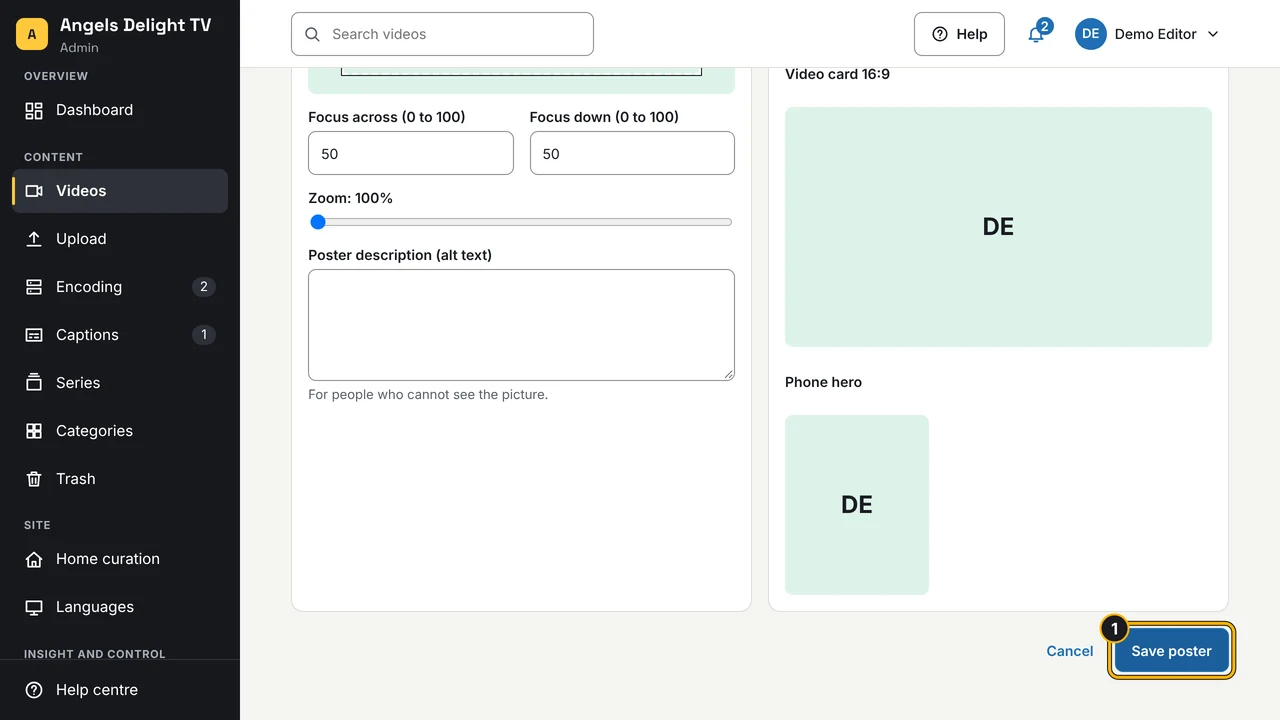 A
Angels Delight TV
Admin
OVERVIEW
Dashboard
CONTENT
Videos
Upload
Encoding 2
Captions 1
Series
Categories
Trash
SITE
Home curation
Languages
INSIGHT AND CONTROL
Help centre
Search videos
Help
2
DE Demo Editor
Focus across (0 to 100)
50
Focus down (0 to 100)
50
Zoom: 100%
Poster description (alt text)
For people who cannot see the picture.
Video card 16:9
DE
Phone hero
DE
Cancel
1
Save poster